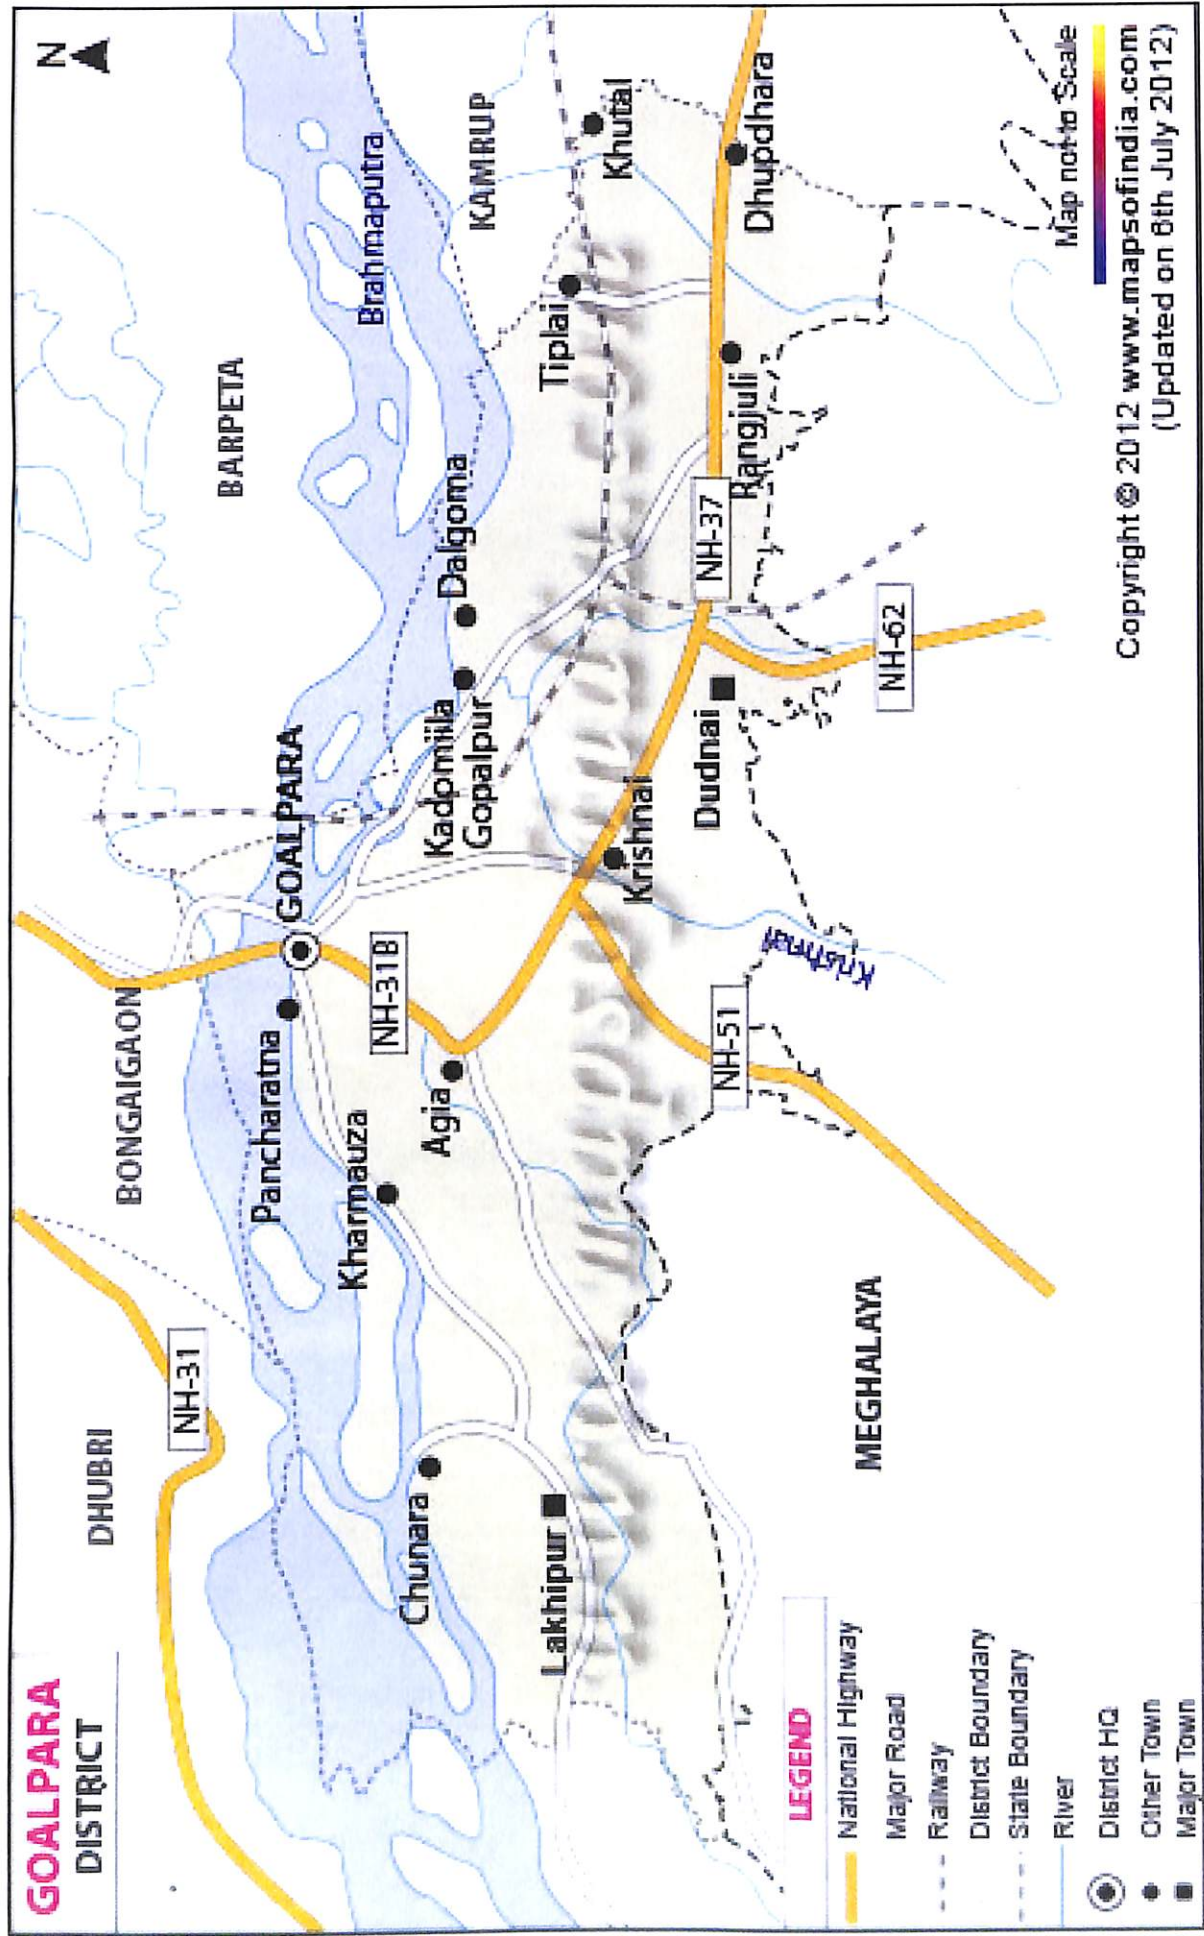 GOALPARA
DISTRICT
N
DHUBRI
BONGAIGAON
BARPETA
NH-31
Brahmaputra
Pancharatna
GOALPARA
Kharmauza
NH-31B
KAMRUP
Chunara
Agia
Kadomiila
Gopalpur
Dalgoma
Tiplai
Khutal
Lakhipur
Krishnai
Dudnai
NH-37
Rangjuli
Dhupdhara
NH-51
Krishnai
MEGHALAYA
NH-62
LEGEND
National Highway
Major Road
Railway
District Boundary
State Boundary
River
District HQ
Other Town
Major Town
Map not to Scale
Copyright © 2012 www.mapsofindia.com
(Updated on 6th July 2012)